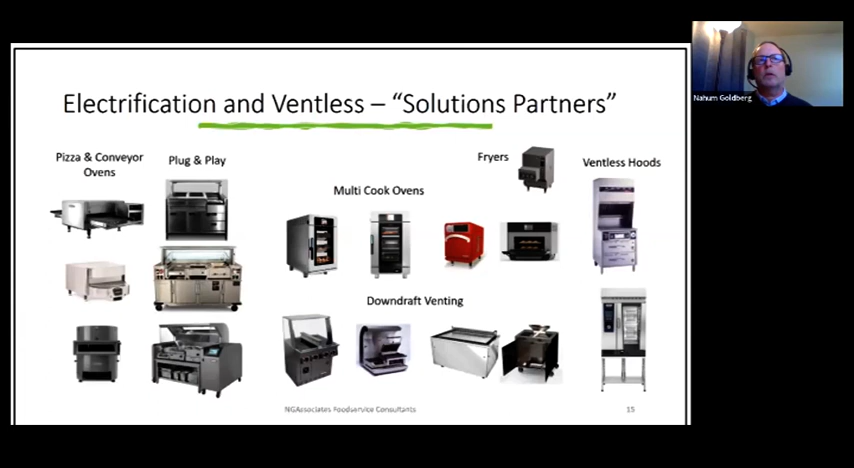 Electrification and Ventless – “Solutions Partners”
Pizza & Conveyor
Ovens
Plug & Play
Multi Cook Ovens
Fryers
Ventless Hoods
Downdraft Venting
NGAssociates Foodservice Consultants
15
Nahum Goldberg